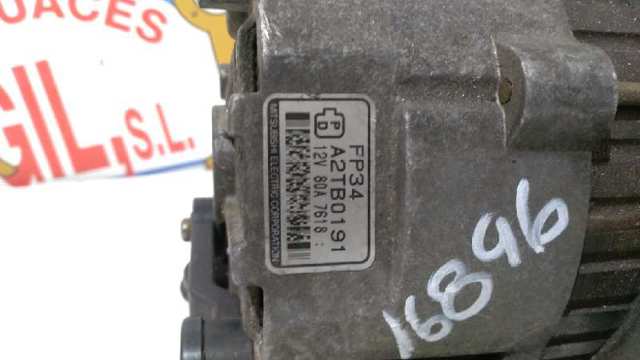 UACES
GIL,S.L.
P
D
FP34
A2TB0191
12V 80A 7618 :
MITSUBISHI ELECTRIC CORPORATION
16896